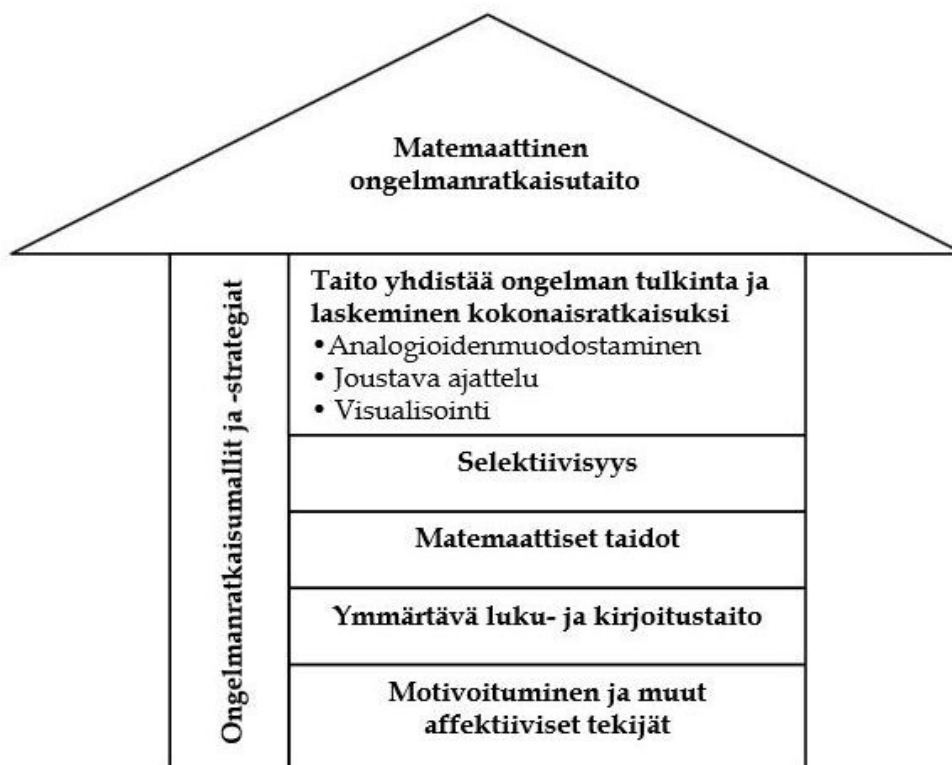 Matemaattinen
ongelmanratkaisutaito
Ongelmanratkaisumallit ja -strategiat
Taito yhdistää ongelman tulkinta ja
laskeminen kokonaisratkaisuksi
•Analogioidenmuodostaminen
• Joustava ajattelu
• Visualisointi
Selektiivisyys
Matemaattiset taidot
Ymmärtävä luku- ja kirjoitustaito
Motivoituminen ja muut
affektiiviset tekijät